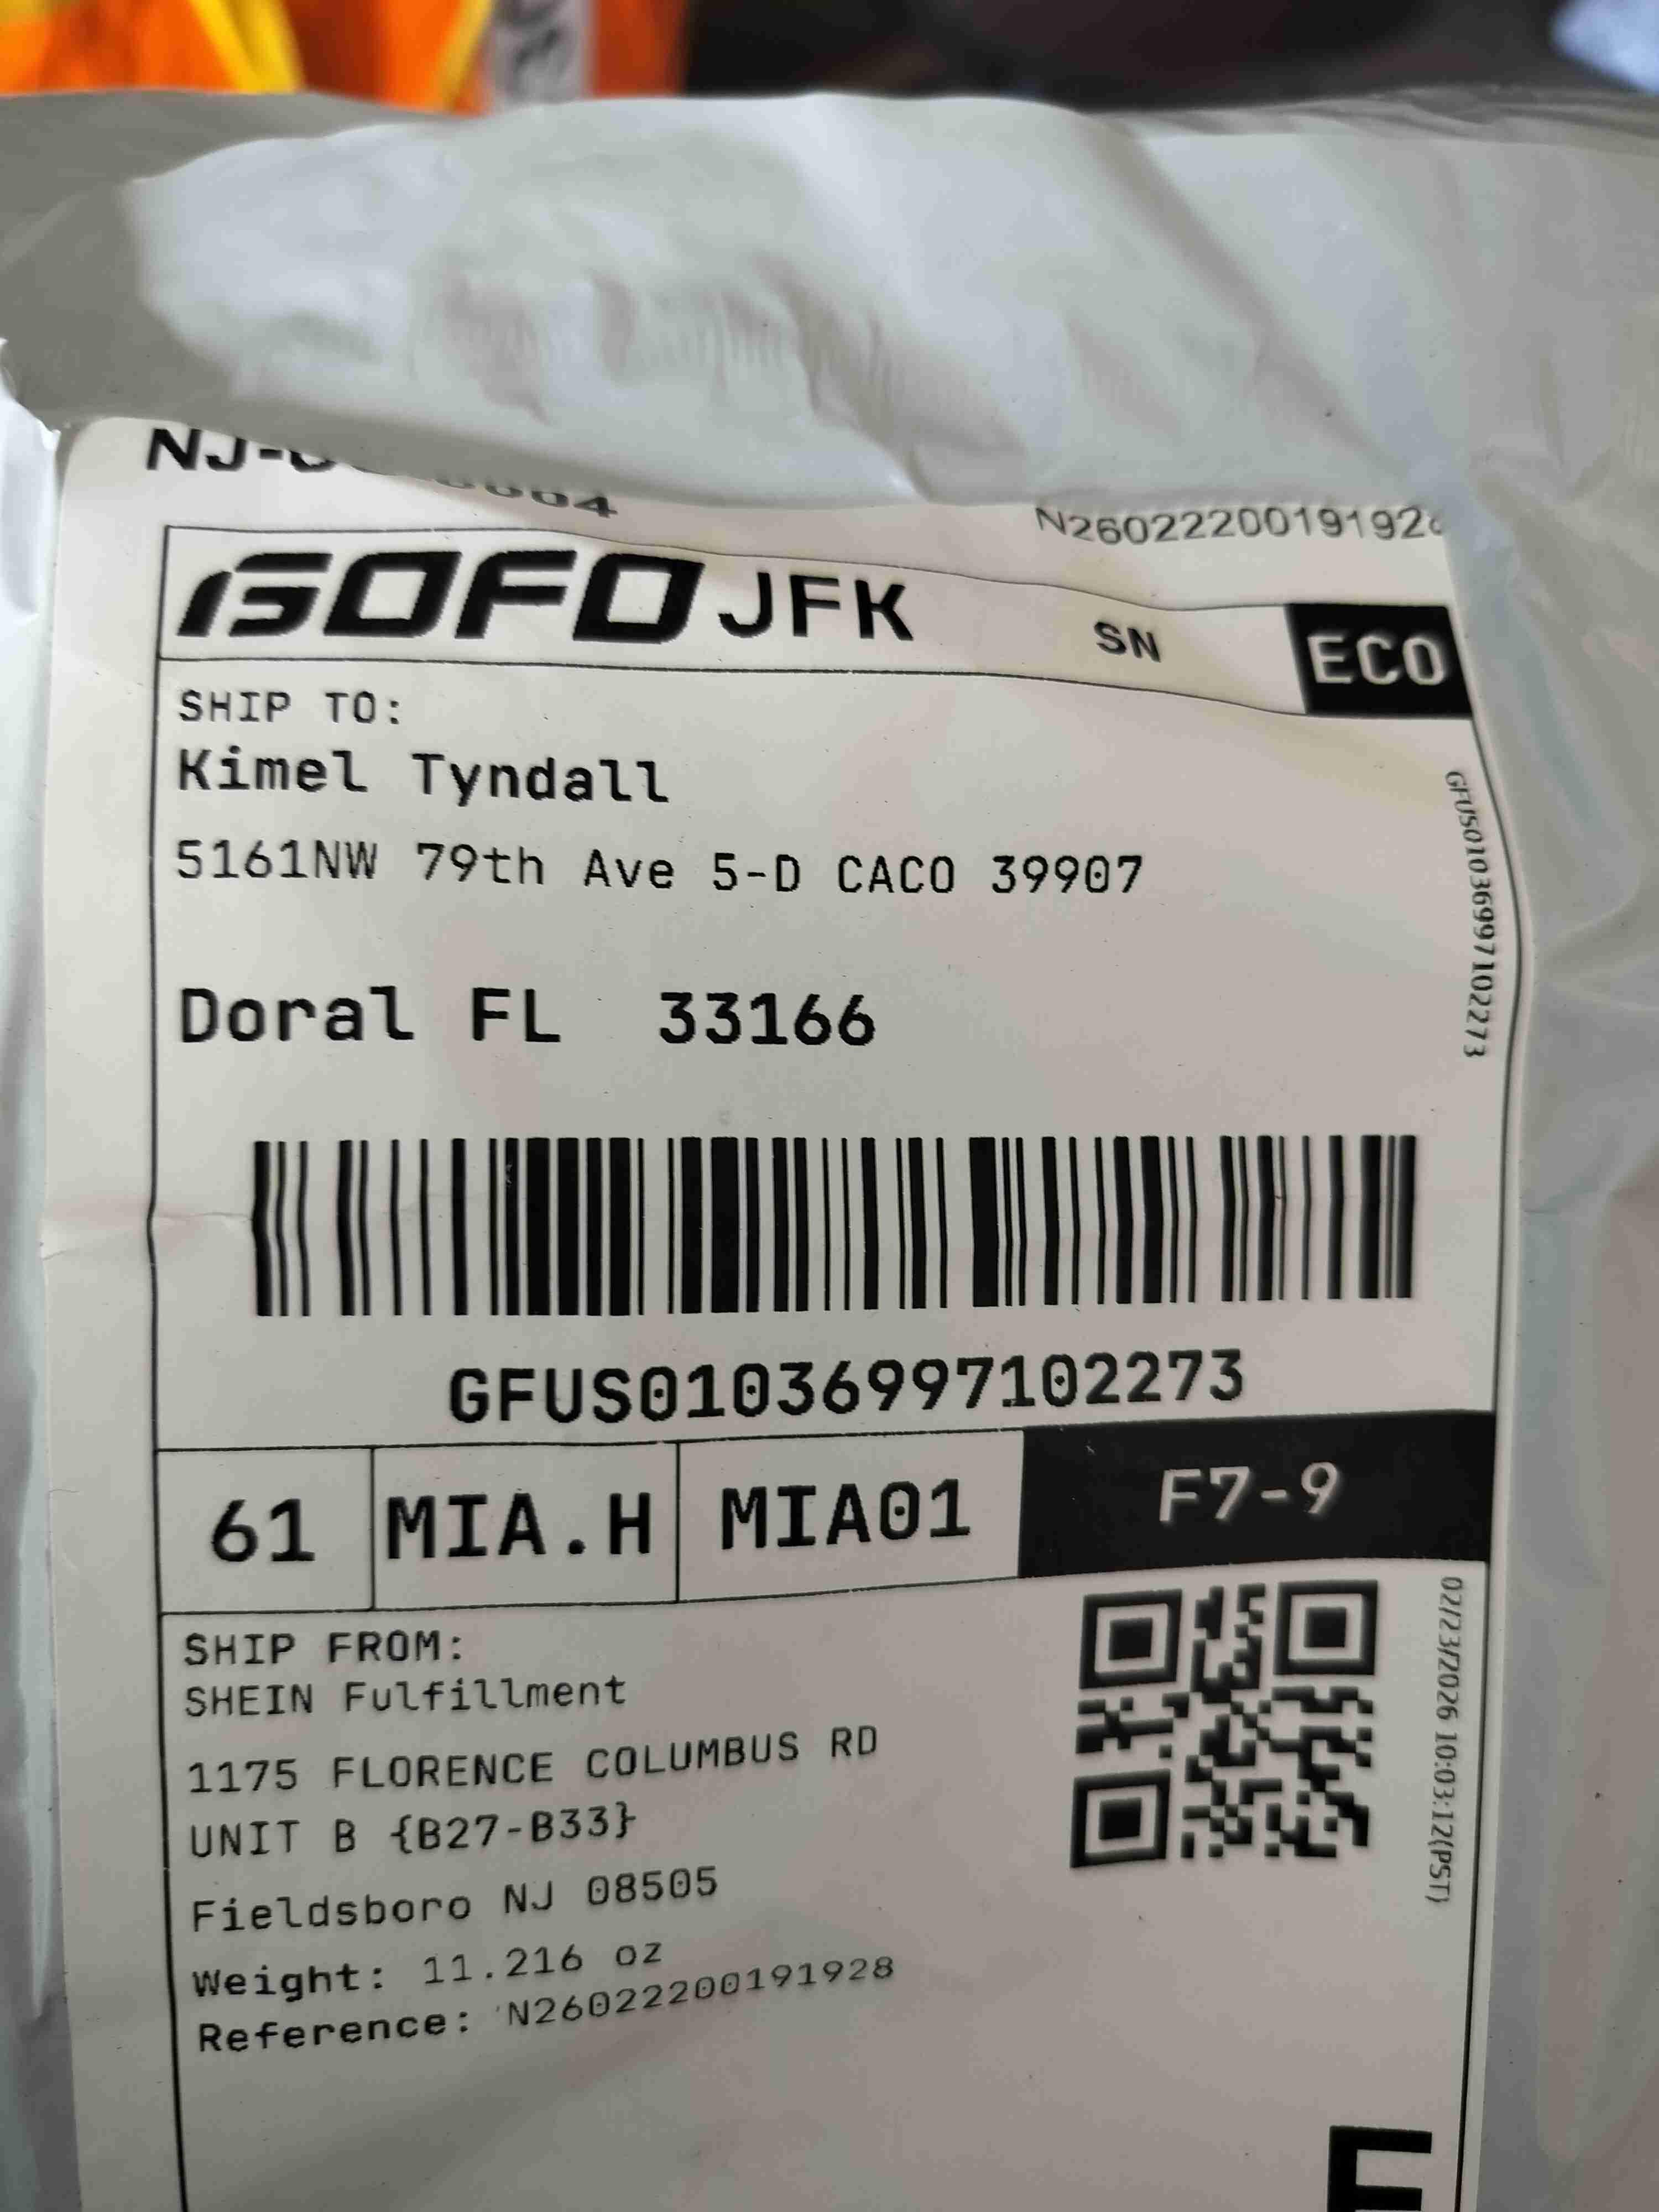 GOFO JFK SN ECO
SHIP TO:
Kimel Tyndall
5161NW 79th Ave 5-D CACO 39907
Doral FL 33166
GFUS01036997102273
GFUS01036997102273
61 MIA.H MIA01 F7-9
SHIP FROM:
SHEIN Fulfillment
1175 FLORENCE COLUMBUS RD
UNIT B {B27-B33}
Fieldsboro NJ 08505
Weight: 11.216 oz
Reference: N26022200191928
02/23/2026 10:03:12(PST)